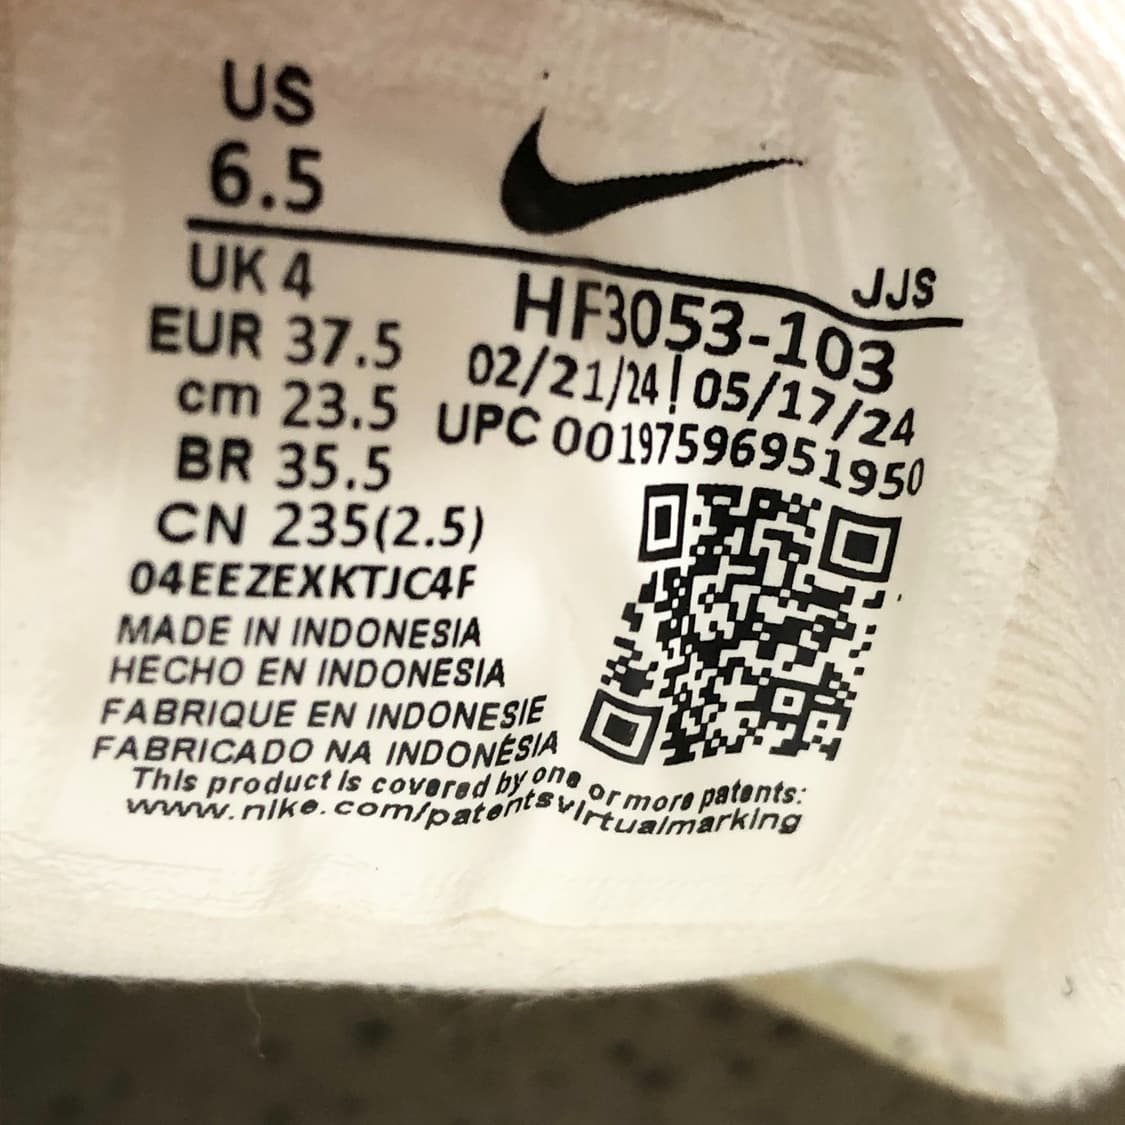 US
6.5
UK 4
EUR 37.5
cm 23.5
BR 35.5
CN 235(2.5)
04EEZEXKTJC4F
MADE IN INDONESIA
HECHO EN INDONESIA
FABRIQUE EN INDONESIE
FABRICADO NA INDONÉSIA
This product is covered by one or more patents:
www.nike.com/patentsvirtualmarking
JJS
HF3053-103
02/21/24 | 05/17/24
UPC 00197596951950